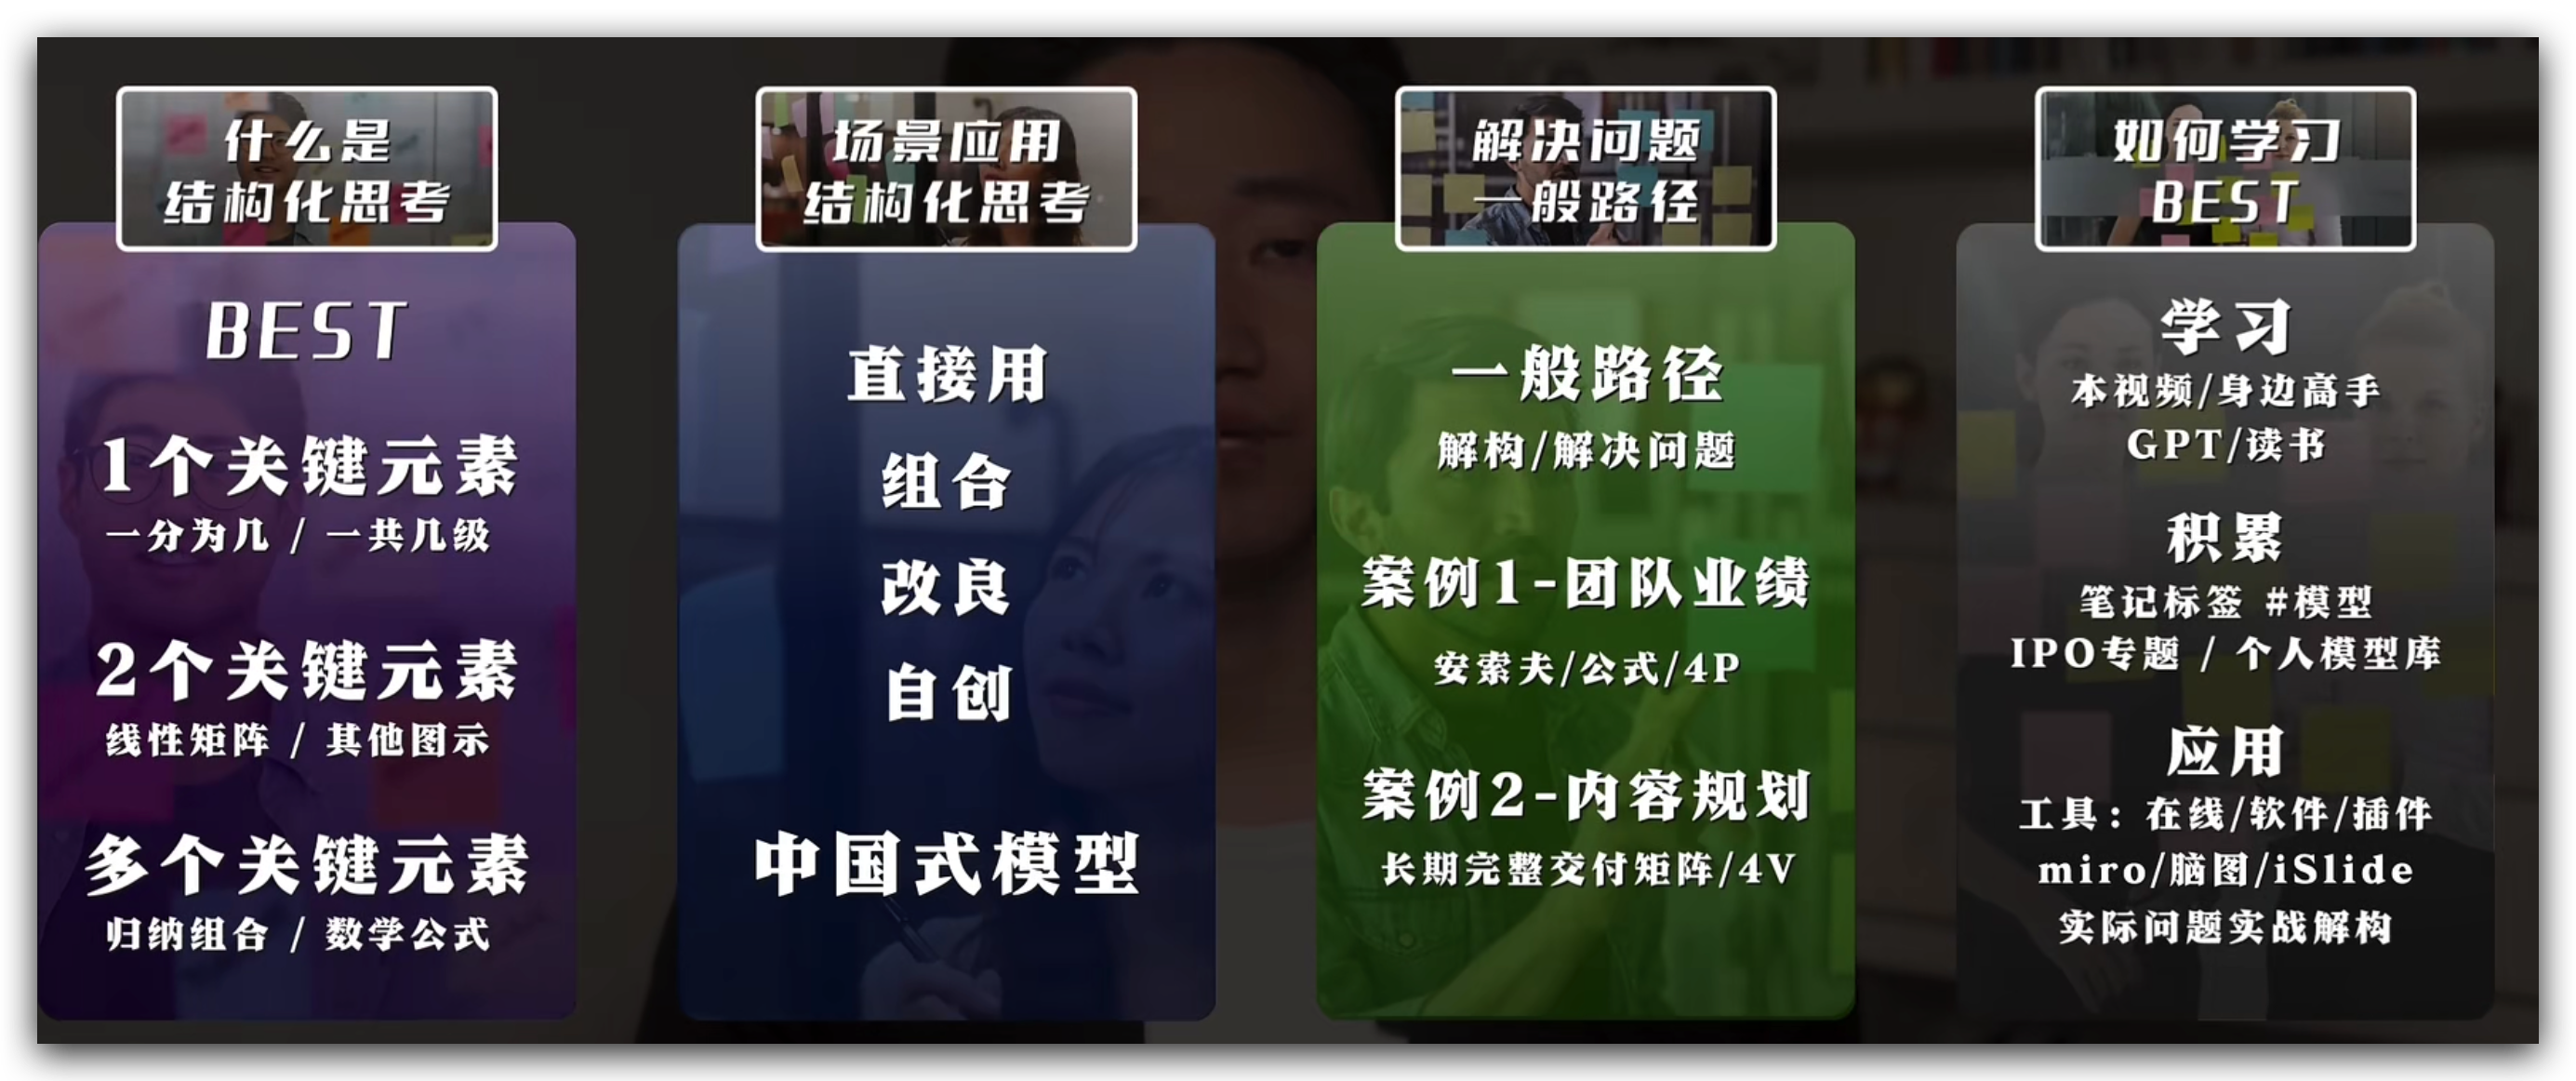 什么是
结构化思考
BEST
1个关键元素
一分为几 / 一共几级
2个关键元素
线性矩阵 / 其他图示
多个关键元素
归纳组合 / 数学公式
场景应用
结构化思考
直接用
组合
改良
自创
中国式模型
解决问题
一般路径
一般路径
解构/解决问题
案例1-团队业绩
安索夫/公式/4P
案例2-内容规划
长期完整交付矩阵/4V
如何学习
BEST
学习
本视频/身边高手
GPT/读书
积累
笔记标签 #模型
IPO专题 / 个人模型库
应用
工具：在线/软件/插件
miro/脑图/iSlide
实际问题实战解构